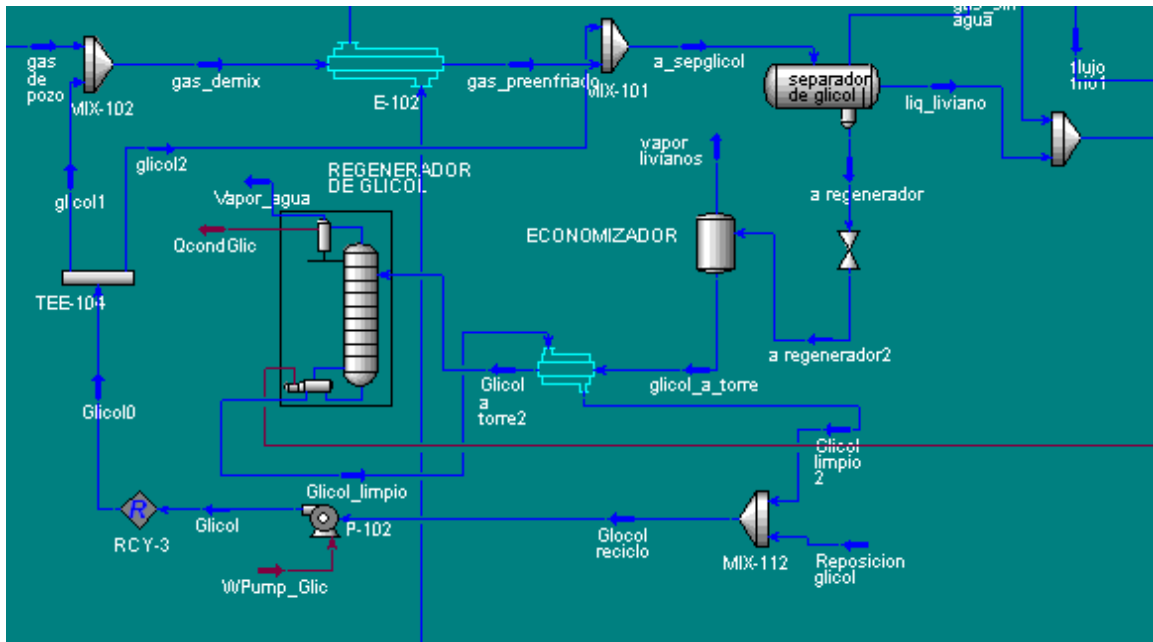 gas_sin
agua
gas
de
pozo
MIX-102
gas_demix
E-102
gas_preenfriado
MIX-101
a_sepglicol
separador
de glicol
liq_liviano
glicol1
glicol2
REGENERADOR
DE GLICOL
Vapor_agua
QcondGlic
vapor
livianos
a regenerador
ECONOMIZADOR
TEE-104
a regenerador2
Glicol
a
torre2
glicol_a_torre
Glicol0
Glicol
limpio
2
Glicol_limpio
Glicol
RCY-3
P-102
Glocol
reciclo
MIX-112
Reposicion
glicol
WPump_Glic